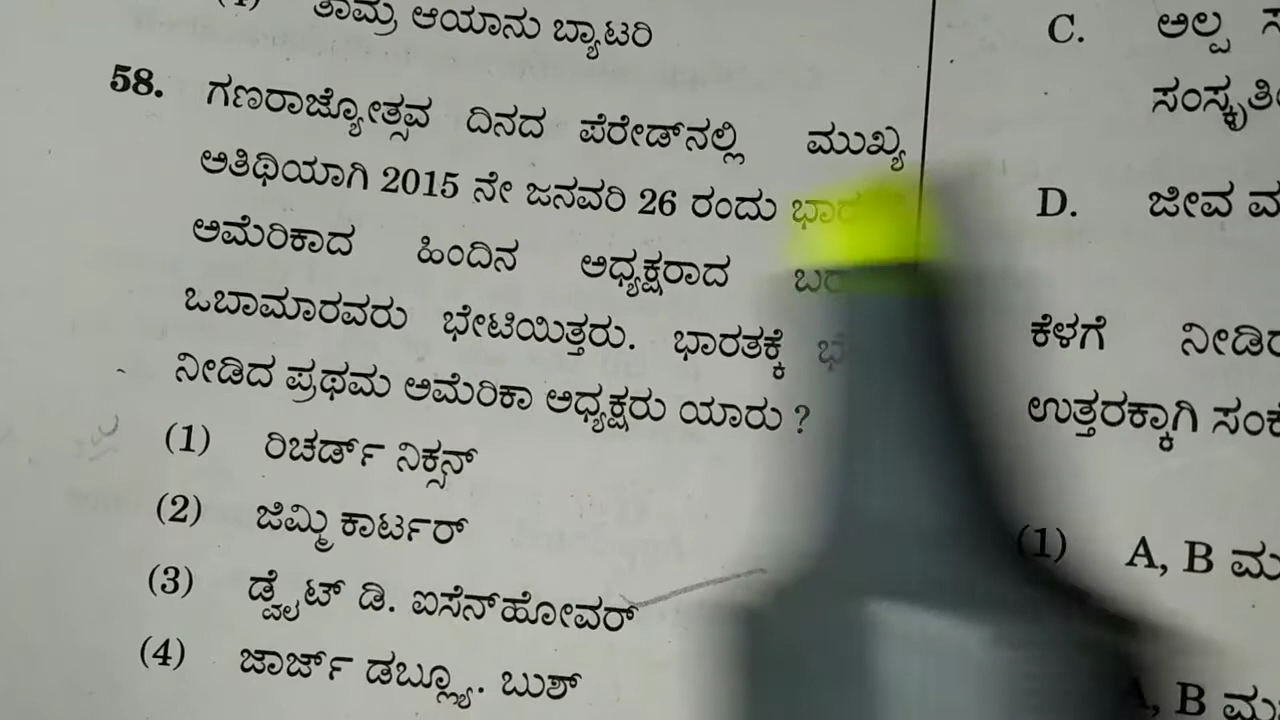 ತಾಮ್ರ ಆಯಾನು ಬ್ಯಾಟರಿ
58. ಗಣರಾಜ್ಯೋತ್ಸವ ದಿನದ ಪೆರೇಡ್‌ನಲ್ಲಿ ಮುಖ್ಯ
ಅತಿಥಿಯಾಗಿ 2015 ನೇ ಜನವರಿ 26 ರಂದು
ಅಮೆರಿಕಾದ ಹಿಂದಿನ ಅಧ್ಯಕ್ಷರಾದ
ಒಬಾಮಾರವರು ಭೇಟಿಯಿತ್ತರು. ಭಾರತಕ್ಕೆ
ನೀಡಿದ ಪ್ರಥಮ ಅಮೆರಿಕಾ ಅಧ್ಯಕ್ಷರು ಯಾರು ?
(1) ರಿಚರ್ಡ್ ನಿಕ್ಸನ್
(2) ಜಿಮ್ಮಿ ಕಾರ್ಟರ್
(3) ಡ್ವೈಟ್ ಡಿ. ಐಸೆನ್‌ಹೋವರ್
(4) ಜಾರ್ಜ್ ಡಬ್ಲ್ಯೂ. ಬುಶ್
C. ಅಲ್ಪ
D. ಜೀವ
ಕೆಳಗೆ
ಉತ್ತರಕ್ಕಾಗಿ
(1) A, B
A, B